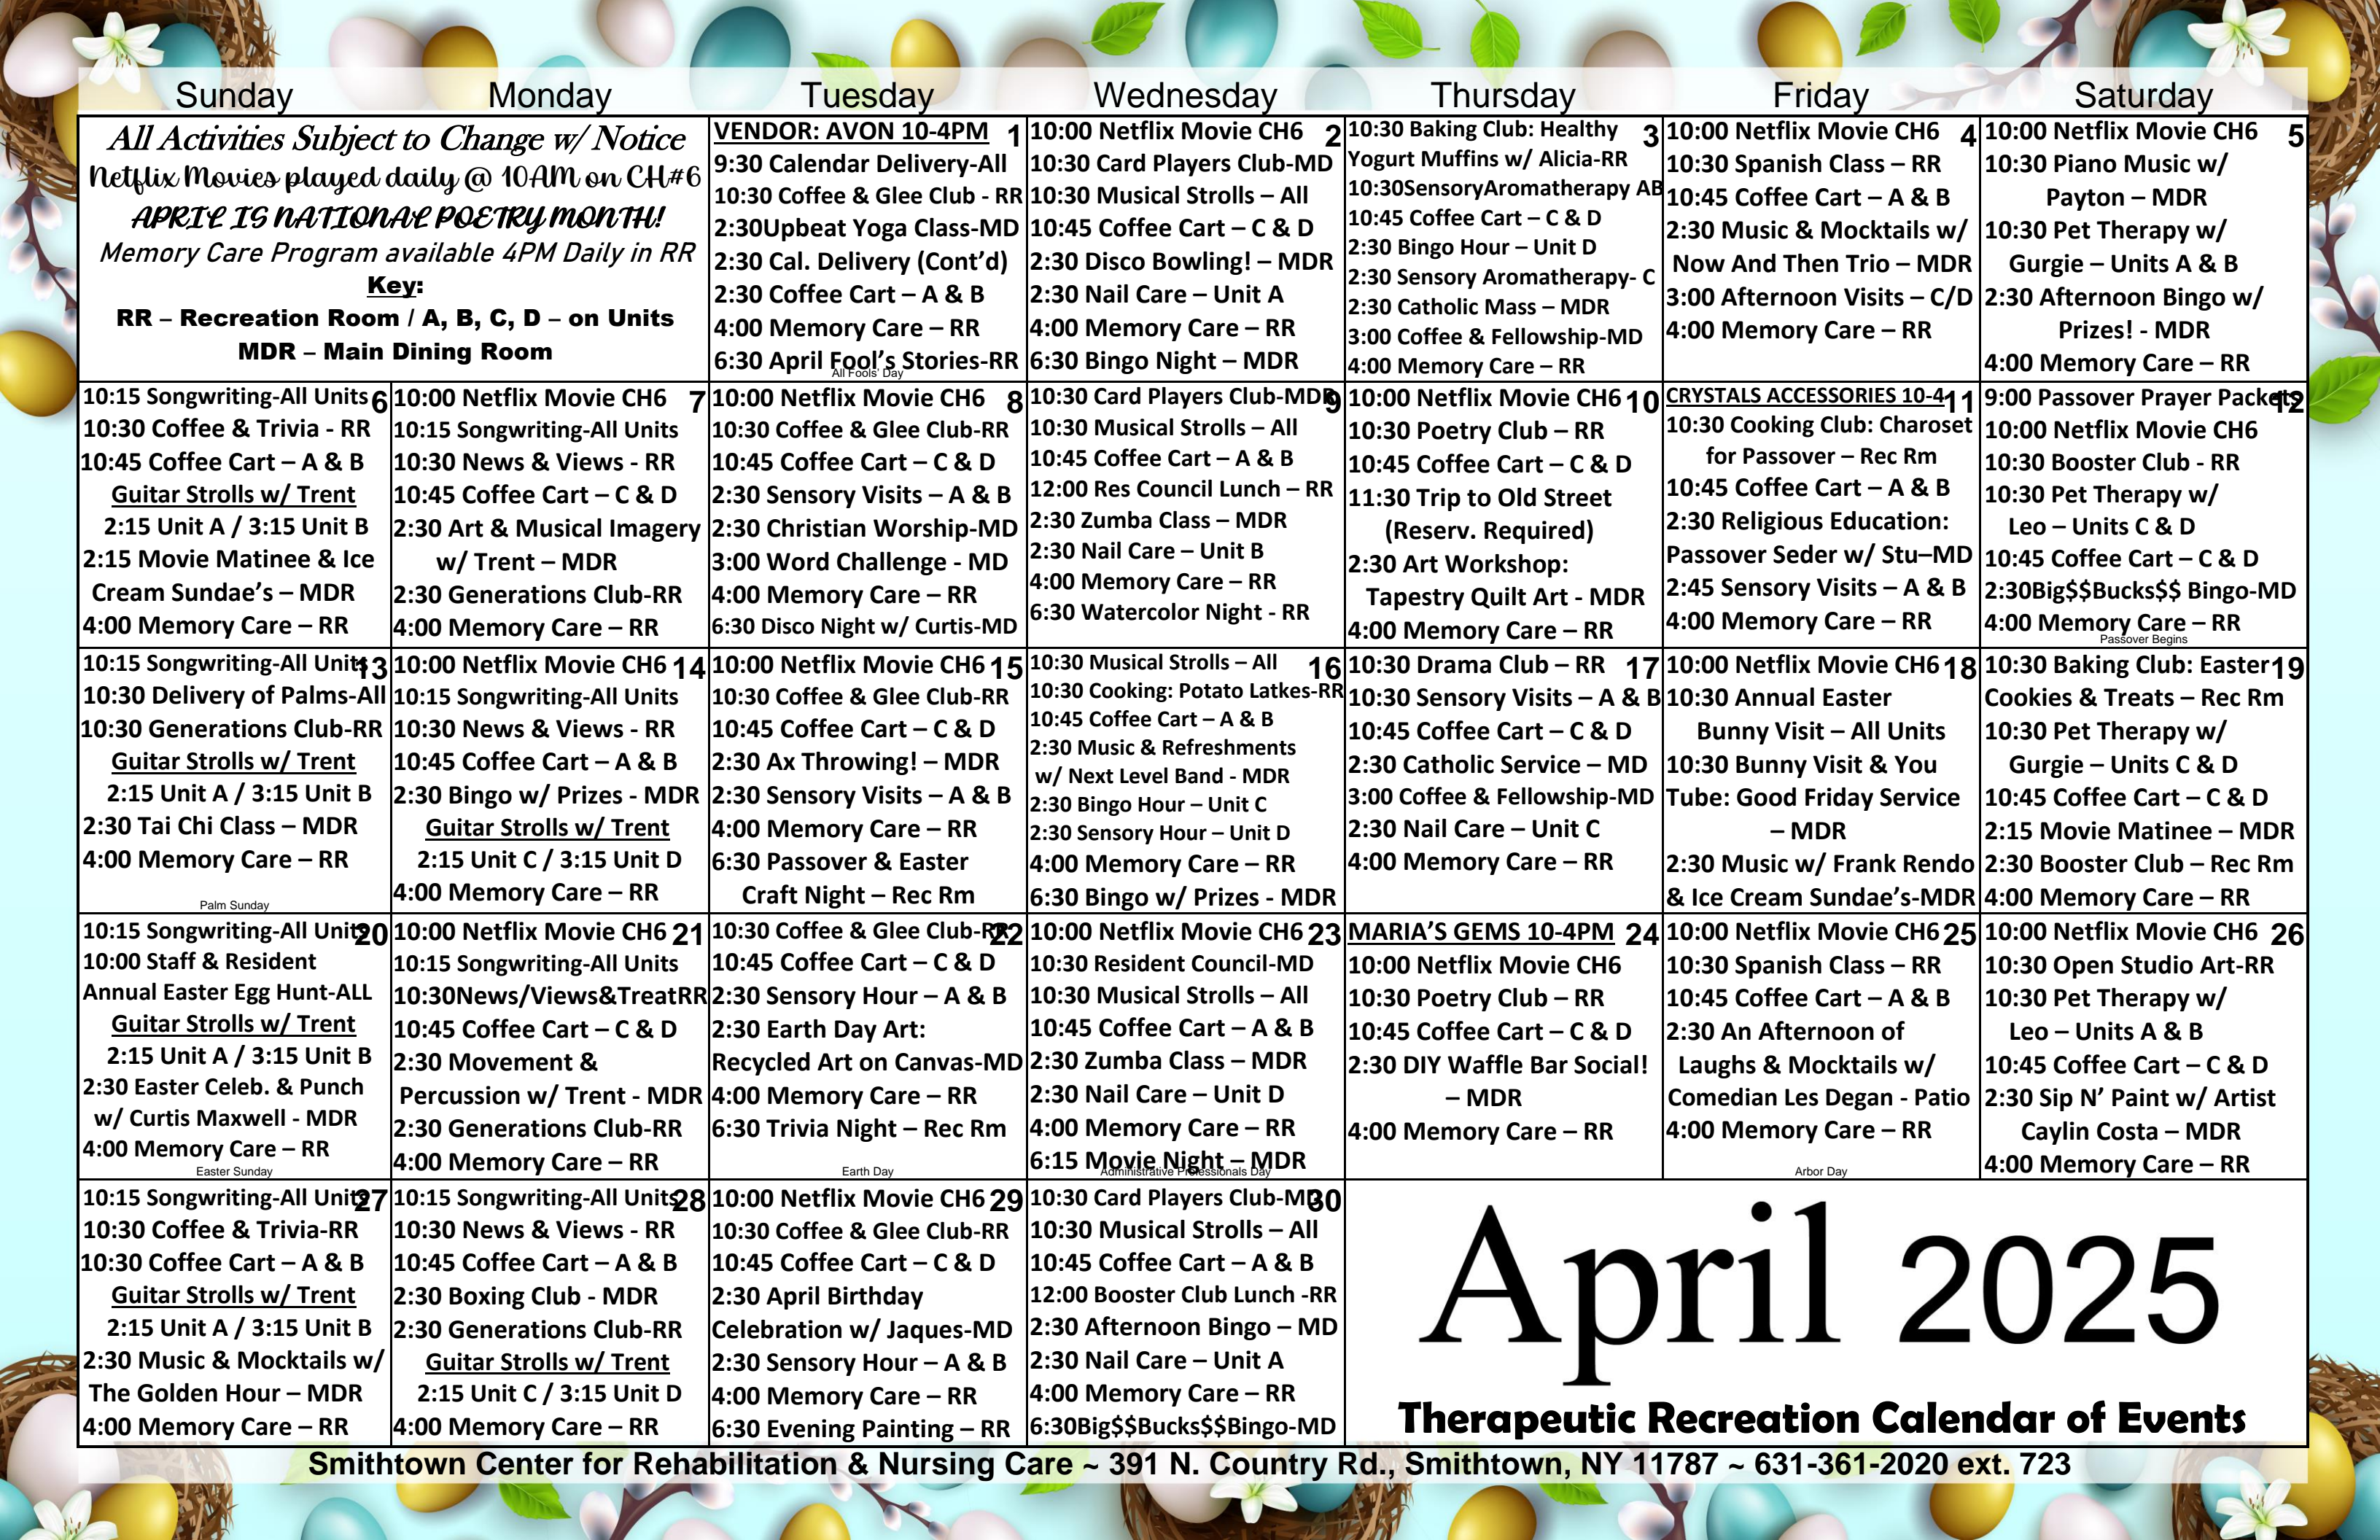 Sunday Monday Tuesday Wednesday Thursday Friday Saturday
All Activities Subject to Change w/ Notice
Netflix Movies played daily @ 10AM on CH#6
APRIL IS NATIONAL POETRY MONTH!
Memory Care Program available 4PM Daily in RR
Key:
RR – Recreation Room / A, B, C, D – on Units
MDR – Main Dining Room
VENDOR: AVON 10-4PM 1
9:30 Calendar Delivery-All
10:30 Coffee & Glee Club - RR
2:30Upbeat Yoga Class-MD
2:30 Cal. Delivery (Cont'd)
2:30 Coffee Cart – A & B
4:00 Memory Care – RR
6:30 April Fool's Stories-RR
All Fools' Day
10:00 Netflix Movie CH6 2
10:30 Card Players Club-MD
10:30 Musical Strolls – All
10:45 Coffee Cart – C & D
2:30 Disco Bowling! – MDR
2:30 Nail Care – Unit A
4:00 Memory Care – RR
6:30 Bingo Night – MDR
10:30 Baking Club: Healthy 3
Yogurt Muffins w/ Alicia-RR
10:30SensoryAromatherapy AB
10:45 Coffee Cart – C & D
2:30 Bingo Hour – Unit D
2:30 Sensory Aromatherapy- C
2:30 Catholic Mass – MDR
3:00 Coffee & Fellowship-MD
4:00 Memory Care – RR
10:00 Netflix Movie CH6 4
10:30 Spanish Class – RR
10:45 Coffee Cart – A & B
2:30 Music & Mocktails w/
Now And Then Trio – MDR
3:00 Afternoon Visits – C/D
4:00 Memory Care – RR
10:00 Netflix Movie CH6 5
10:30 Piano Music w/
Payton – MDR
10:30 Pet Therapy w/
Gurgie – Units A & B
2:30 Afternoon Bingo w/
Prizes! - MDR
4:00 Memory Care – RR
10:15 Songwriting-All Units 6
10:30 Coffee & Trivia - RR
10:45 Coffee Cart – A & B
Guitar Strolls w/ Trent
2:15 Unit A / 3:15 Unit B
2:15 Movie Matinee & Ice
Cream Sundae's – MDR
4:00 Memory Care – RR
10:00 Netflix Movie CH6 7
10:15 Songwriting-All Units
10:30 News & Views - RR
10:45 Coffee Cart – C & D
2:30 Art & Musical Imagery
w/ Trent – MDR
2:30 Generations Club-RR
4:00 Memory Care – RR
10:00 Netflix Movie CH6 8
10:30 Coffee & Glee Club-RR
10:45 Coffee Cart – C & D
2:30 Sensory Visits – A & B
2:30 Christian Worship-MD
3:00 Word Challenge - MD
4:00 Memory Care – RR
6:30 Disco Night w/ Curtis-MD
10:30 Card Players Club-MDR 9
10:30 Musical Strolls – All
10:45 Coffee Cart – A & B
12:00 Res Council Lunch – RR
2:30 Zumba Class – MDR
2:30 Nail Care – Unit B
4:00 Memory Care – RR
6:30 Watercolor Night - RR
10:00 Netflix Movie CH6 10
10:30 Poetry Club – RR
10:45 Coffee Cart – C & D
11:30 Trip to Old Street
(Reserv. Required)
2:30 Art Workshop:
Tapestry Quilt Art - MDR
4:00 Memory Care – RR
CRYSTALS ACCESSORIES 10-4 11
10:30 Cooking Club: Charoset
for Passover – Rec Rm
10:45 Coffee Cart – A & B
2:30 Religious Education:
Passover Seder w/ Stu–MD
2:45 Sensory Visits – A & B
4:00 Memory Care – RR
9:00 Passover Prayer Packets 12
10:00 Netflix Movie CH6
10:30 Booster Club - RR
10:30 Pet Therapy w/
Leo – Units C & D
10:45 Coffee Cart – C & D
2:30Big$$Bucks$$ Bingo-MD
4:00 Memory Care – RR
Passover Begins
10:15 Songwriting-All Units 13
10:30 Delivery of Palms-All
10:30 Generations Club-RR
Guitar Strolls w/ Trent
2:15 Unit A / 3:15 Unit B
2:30 Tai Chi Class – MDR
4:00 Memory Care – RR
Palm Sunday
10:00 Netflix Movie CH6 14
10:15 Songwriting-All Units
10:30 News & Views - RR
10:45 Coffee Cart – A & B
2:30 Bingo w/ Prizes - MDR
Guitar Strolls w/ Trent
2:15 Unit C / 3:15 Unit D
4:00 Memory Care – RR
10:00 Netflix Movie CH6 15
10:30 Coffee & Glee Club-RR
10:45 Coffee Cart – C & D
2:30 Ax Throwing! – MDR
2:30 Sensory Visits – A & B
4:00 Memory Care – RR
6:30 Passover & Easter
Craft Night – Rec Rm
10:30 Musical Strolls – All 16
10:30 Cooking: Potato Latkes-RR
10:45 Coffee Cart – A & B
2:30 Music & Refreshments
w/ Next Level Band - MDR
2:30 Bingo Hour – Unit C
2:30 Sensory Hour – Unit D
4:00 Memory Care – RR
6:30 Bingo w/ Prizes - MDR
10:30 Drama Club – RR 17
10:30 Sensory Visits – A & B
10:45 Coffee Cart – C & D
2:30 Catholic Service – MD
3:00 Coffee & Fellowship-MD
2:30 Nail Care – Unit C
4:00 Memory Care – RR
10:00 Netflix Movie CH6 18
10:30 Annual Easter
Bunny Visit – All Units
10:30 Bunny Visit & You
Tube: Good Friday Service
– MDR
2:30 Music w/ Frank Rendo
& Ice Cream Sundae's-MDR
10:30 Baking Club: Easter 19
Cookies & Treats – Rec Rm
10:30 Pet Therapy w/
Gurgie – Units C & D
10:45 Coffee Cart – C & D
2:15 Movie Matinee – MDR
2:30 Booster Club – Rec Rm
4:00 Memory Care – RR
10:15 Songwriting-All Units 20
10:00 Staff & Resident
Annual Easter Egg Hunt-ALL
Guitar Strolls w/ Trent
2:15 Unit A / 3:15 Unit B
2:30 Easter Celeb. & Punch
w/ Curtis Maxwell - MDR
4:00 Memory Care – RR
Easter Sunday
10:00 Netflix Movie CH6 21
10:15 Songwriting-All Units
10:30News/Views&TreatRR
10:45 Coffee Cart – C & D
2:30 Movement &
Percussion w/ Trent - MDR
2:30 Generations Club-RR
4:00 Memory Care – RR
10:30 Coffee & Glee Club-RR 22
10:45 Coffee Cart – C & D
2:30 Sensory Hour – A & B
2:30 Earth Day Art:
Recycled Art on Canvas-MD
4:00 Memory Care – RR
6:30 Trivia Night – Rec Rm
Earth Day
10:00 Netflix Movie CH6 23
10:30 Resident Council-MD
10:30 Musical Strolls – All
10:45 Coffee Cart – A & B
2:30 Zumba Class – MDR
2:30 Nail Care – Unit D
4:00 Memory Care – RR
6:15 Movie Night – MDR
Administrative Professionals Day
MARIA'S GEMS 10-4PM 24
10:00 Netflix Movie CH6
10:30 Poetry Club – RR
10:45 Coffee Cart – C & D
2:30 DIY Waffle Bar Social!
– MDR
4:00 Memory Care – RR
10:00 Netflix Movie CH6 25
10:30 Spanish Class – RR
10:45 Coffee Cart – A & B
2:30 An Afternoon of
Laughs & Mocktails w/
Comedian Les Degan - Patio
4:00 Memory Care – RR
Arbor Day
10:00 Netflix Movie CH6 26
10:30 Open Studio Art-RR
10:30 Pet Therapy w/
Leo – Units A & B
10:45 Coffee Cart – C & D
2:30 Sip N' Paint w/ Artist
Caylin Costa – MDR
4:00 Memory Care – RR
10:15 Songwriting-All Units 27
10:30 Coffee & Trivia-RR
10:30 Coffee Cart – A & B
Guitar Strolls w/ Trent
2:15 Unit A / 3:15 Unit B
2:30 Music & Mocktails w/
The Golden Hour – MDR
4:00 Memory Care – RR
10:15 Songwriting-All Units 28
10:30 News & Views - RR
10:45 Coffee Cart – A & B
2:30 Boxing Club - MDR
2:30 Generations Club-RR
Guitar Strolls w/ Trent
2:15 Unit C / 3:15 Unit D
4:00 Memory Care – RR
10:00 Netflix Movie CH6 29
10:30 Coffee & Glee Club-RR
10:45 Coffee Cart – C & D
2:30 April Birthday
Celebration w/ Jaques-MD
2:30 Sensory Hour – A & B
4:00 Memory Care – RR
6:30 Evening Painting – RR
10:30 Card Players Club-MD 30
10:30 Musical Strolls – All
10:45 Coffee Cart – A & B
12:00 Booster Club Lunch -RR
2:30 Afternoon Bingo – MD
2:30 Nail Care – Unit A
4:00 Memory Care – RR
6:30Big$$Bucks$$Bingo-MD
April 2025
Therapeutic Recreation Calendar of Events
Smithtown Center for Rehabilitation & Nursing Care ~ 391 N. Country Rd., Smithtown, NY 11787 ~ 631-361-2020 ext. 723